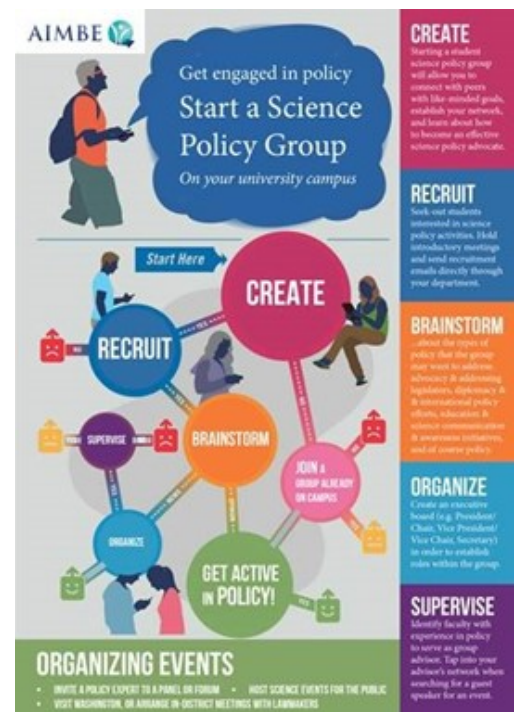 AIMBE
Get engaged in policy
Start a Science
Policy Group
On your university campus
Start Here
CREATE
YES
RECRUIT
NO
YES
NO
SUPERVISE
BRAINSTORM
JOIN A
GROUP ALREADY
ON CAMPUS
YES
ORGANIZE
GET ACTIVE
IN POLICY!
YES
CREATE
Starting a student
science policy group
will allow you to
connect with peers
with like-minded goals,
establish your network,
and learn about how
to become an effective
science policy advocate.
RECRUIT
Seek-out students
interested in science
policy activities. Hold
introductory meetings
and send recruitment
emails directly through
your department.
BRAINSTORM
...about the types of
policy that the group
may want to address
advocacy & addressing
legislators, diplomacy &
& international policy
efforts, education &
science communication
& awareness initiatives,
and of course policy.
ORGANIZE
Create an executive
board (e.g. President/
Chair, Vice President/
Vice Chair, Secretary)
in order to establish
roles within the group.
SUPERVISE
Identify faculty with
experience in policy
to serve as group
advisor. Tap into your
advisor's network when
searching for a guest
speaker for an event.
ORGANIZING EVENTS
• INVITE A POLICY EXPERT TO A PANEL OR FORUM • HOST SCIENCE EVENTS FOR THE PUBLIC
• VISIT WASHINGTON, OR ARRANGE IN-DISTRICT MEETINGS WITH LAWMAKERS